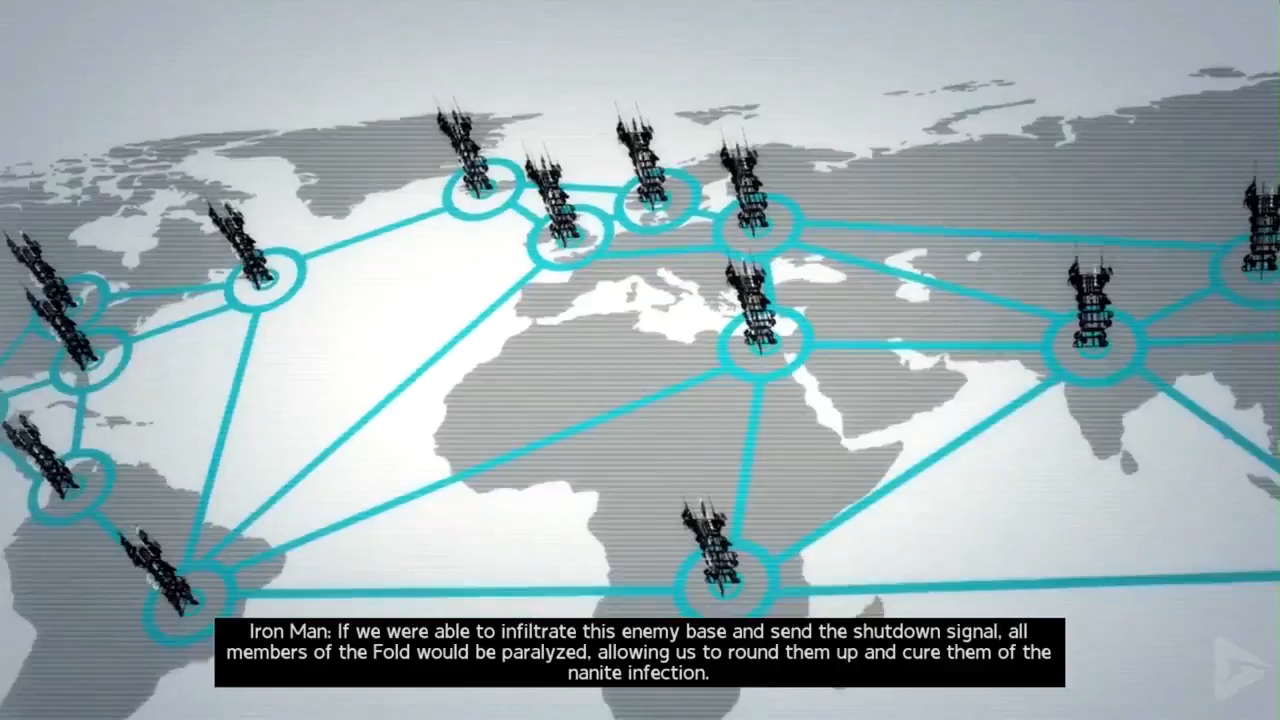 Iron Man: If we were able to infiltrate this enemy base and send the shutdown signal, all
members of the Fold would be paralyzed, allowing us to round them up and cure them of the
nanite infection.